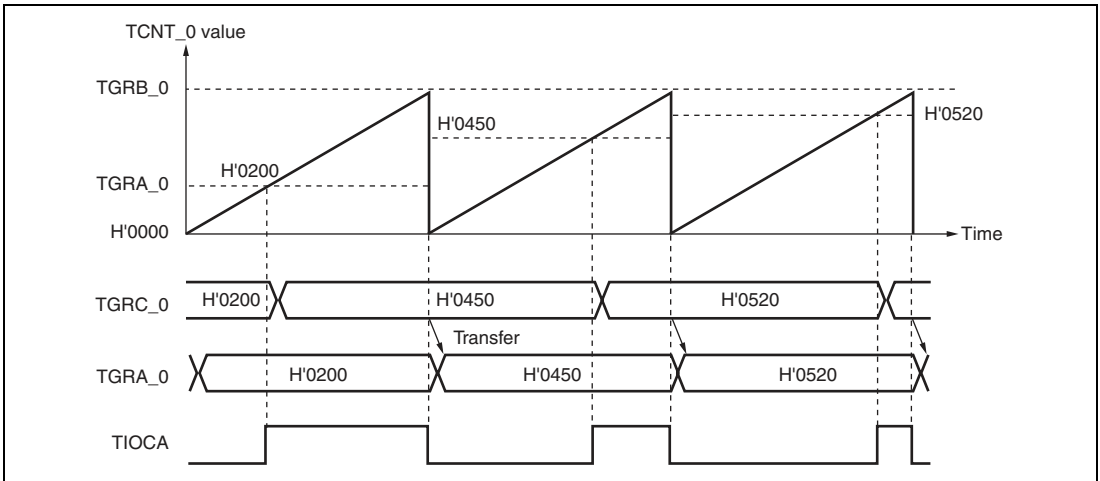 TCNT_0 value
TGRB_0
H'0520
H'0450
H'0200
TGRA_0
H'0000
Time
TGRC_0
H'0200
H'0450
H'0520
Transfer
TGRA_0
H'0200
H'0450
H'0520
TIOCA